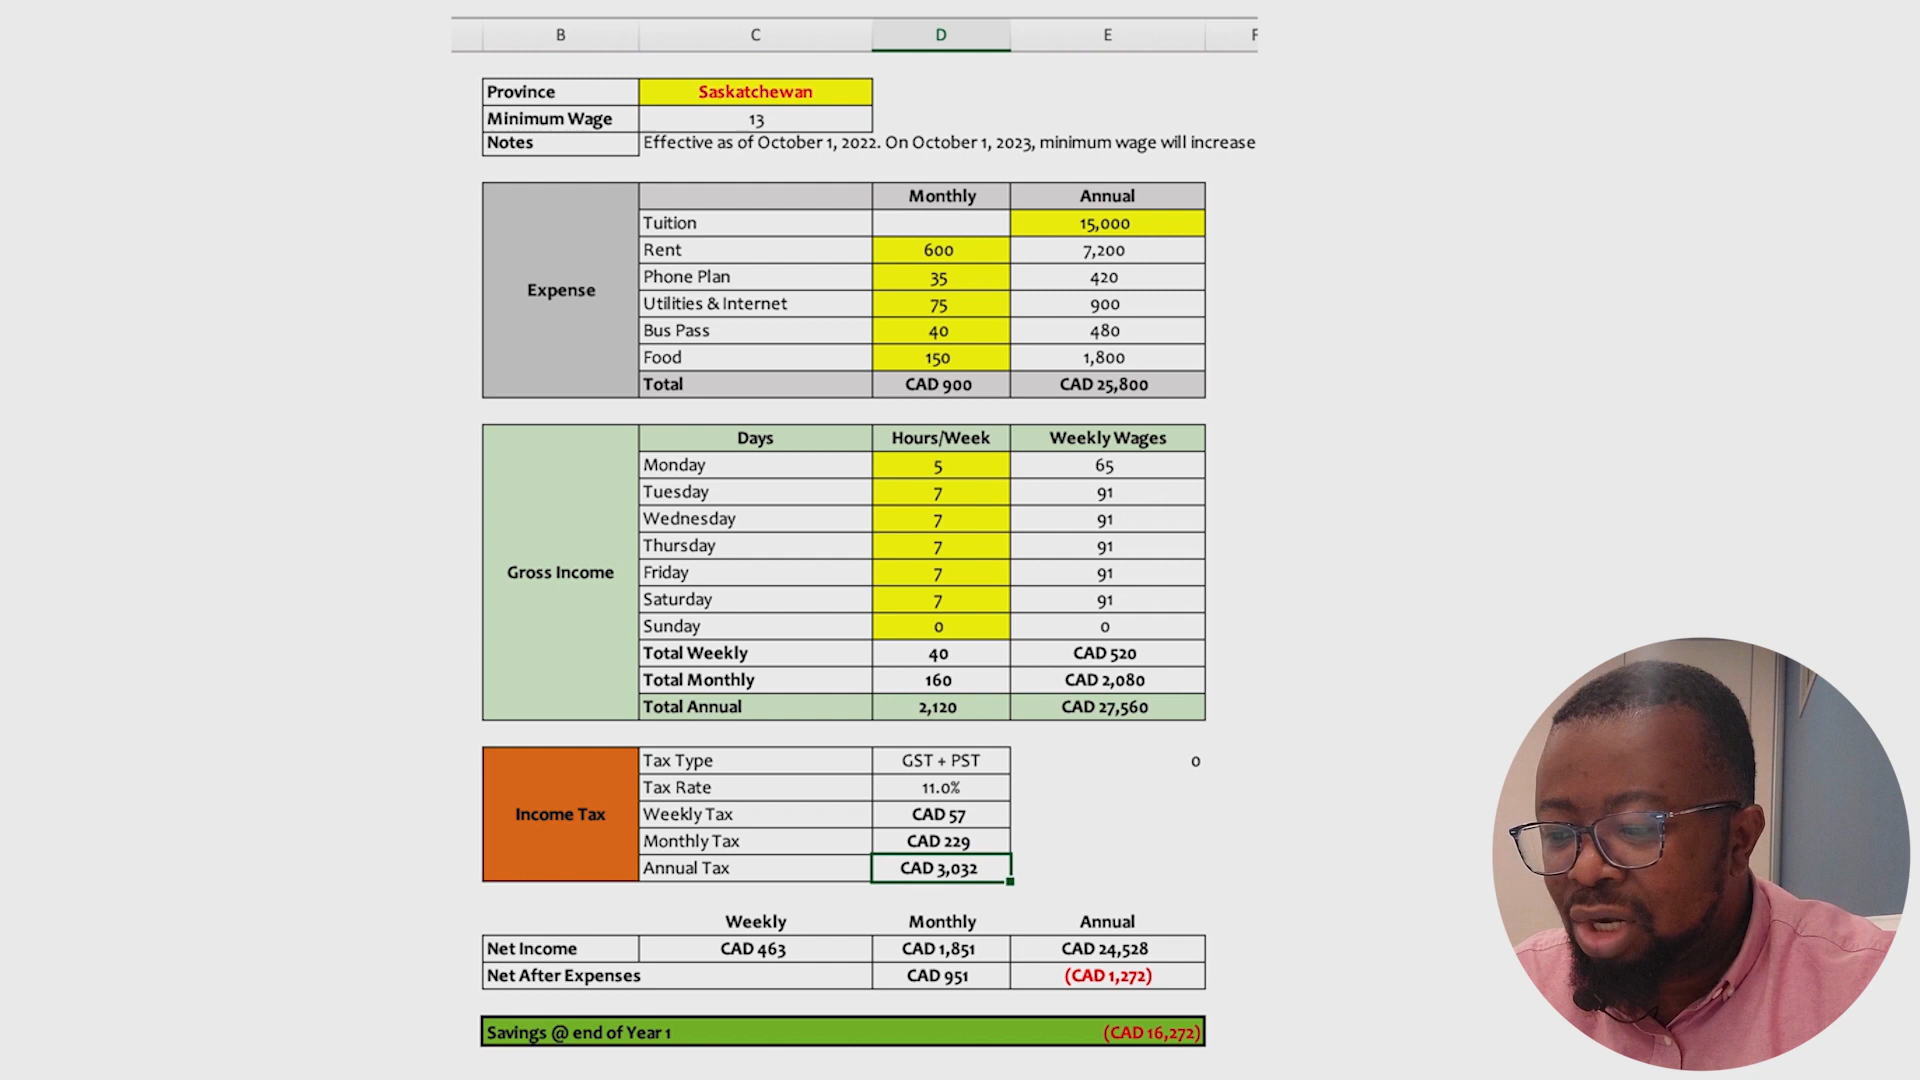 B C D E F
Province Saskatchewan
Minimum Wage 13
Notes Effective as of October 1, 2022. On October 1, 2023, minimum wage will increase
Monthly Annual
Tuition 15,000
Rent 600 7,200
Phone Plan 35 420
Expense
Utilities & Internet 75 900
Bus Pass 40 480
Food 150 1,800
Total CAD 900 CAD 25,800
Days Hours/Week Weekly Wages
Monday 5 65
Tuesday 7 91
Wednesday 7 91
Thursday 7 91
Gross Income Friday 7 91
Saturday 7 91
Sunday 0 0
Total Weekly 40 CAD 520
Total Monthly 160 CAD 2,080
Total Annual 2,120 CAD 27,560
Tax Type GST + PST 0
Tax Rate 11.0%
Income Tax Weekly Tax CAD 57
Monthly Tax CAD 229
Annual Tax CAD 3,032
Weekly Monthly Annual
Net Income CAD 463 CAD 1,851 CAD 24,528
Net After Expenses CAD 951 (CAD 1,272)
Savings @ end of Year 1 (CAD 16,272)